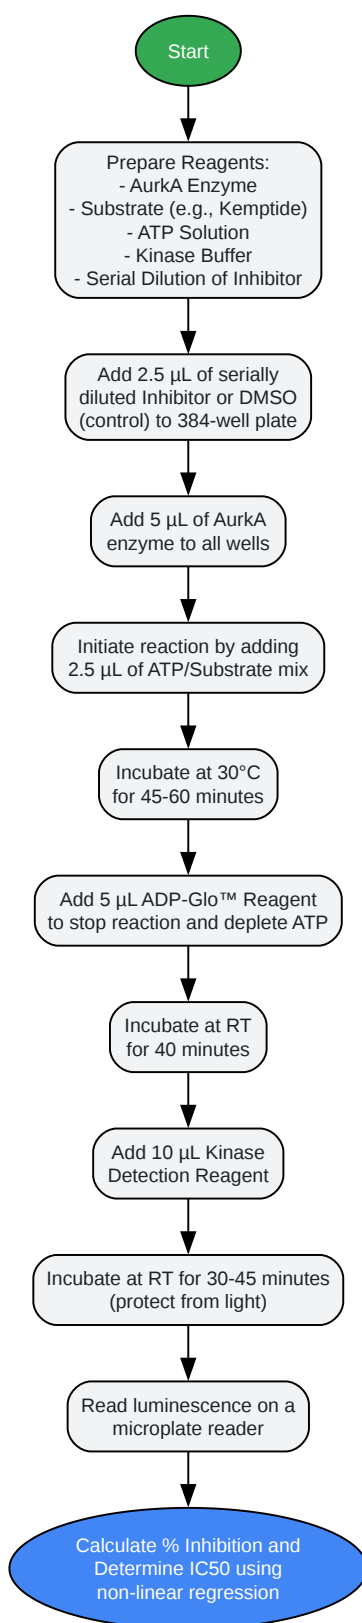 Start
Prepare Reagents:
- AurkA Enzyme
- Substrate (e.g., Kemptide)
- ATP Solution
- Kinase Buffer
- Serial Dilution of Inhibitor
Add 2.5 µL of serially
diluted Inhibitor or DMSO
(control) to 384-well plate
Add 5 µL of AurkA
enzyme to all wells
Initiate reaction by adding
2.5 µL of ATP/Substrate mix
Incubate at 30°C
for 45-60 minutes
Add 5 µL ADP-Glo™ Reagent
to stop reaction and deplete ATP
Incubate at RT
for 40 minutes
Add 10 µL Kinase
Detection Reagent
Incubate at RT for 30-45 minutes
(protect from light)
Read luminescence on a
microplate reader
Calculate % Inhibition and
Determine IC50 using
non-linear regression